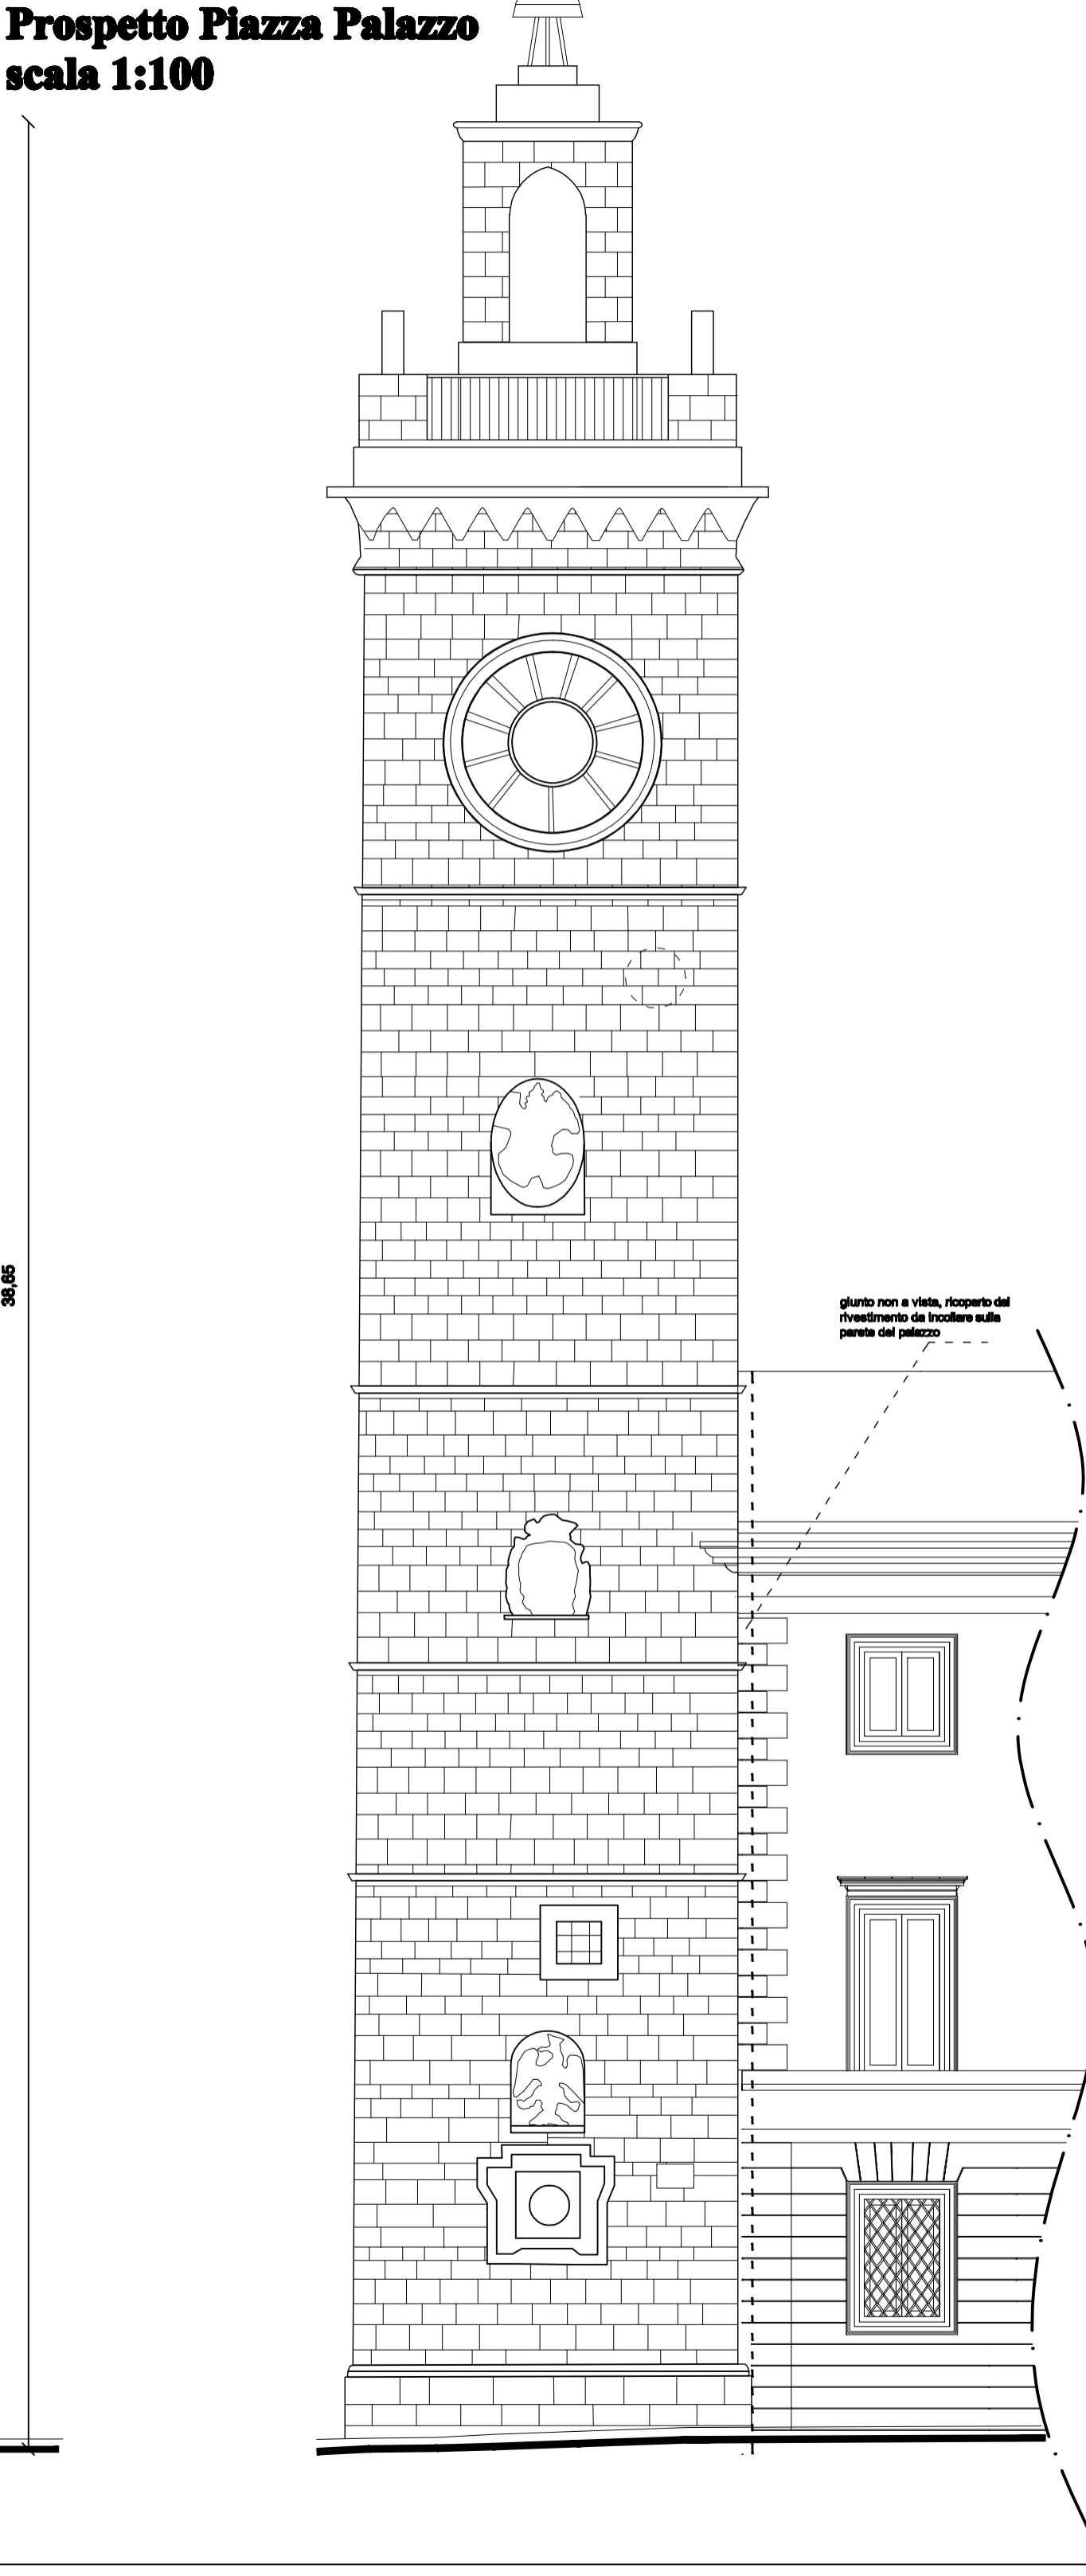 Prospetto Piazza Palazzo
scala 1:100
38,65
giunto non a vista, ricoperto dal
rivestimento da incollare sulla
parete del palazzo